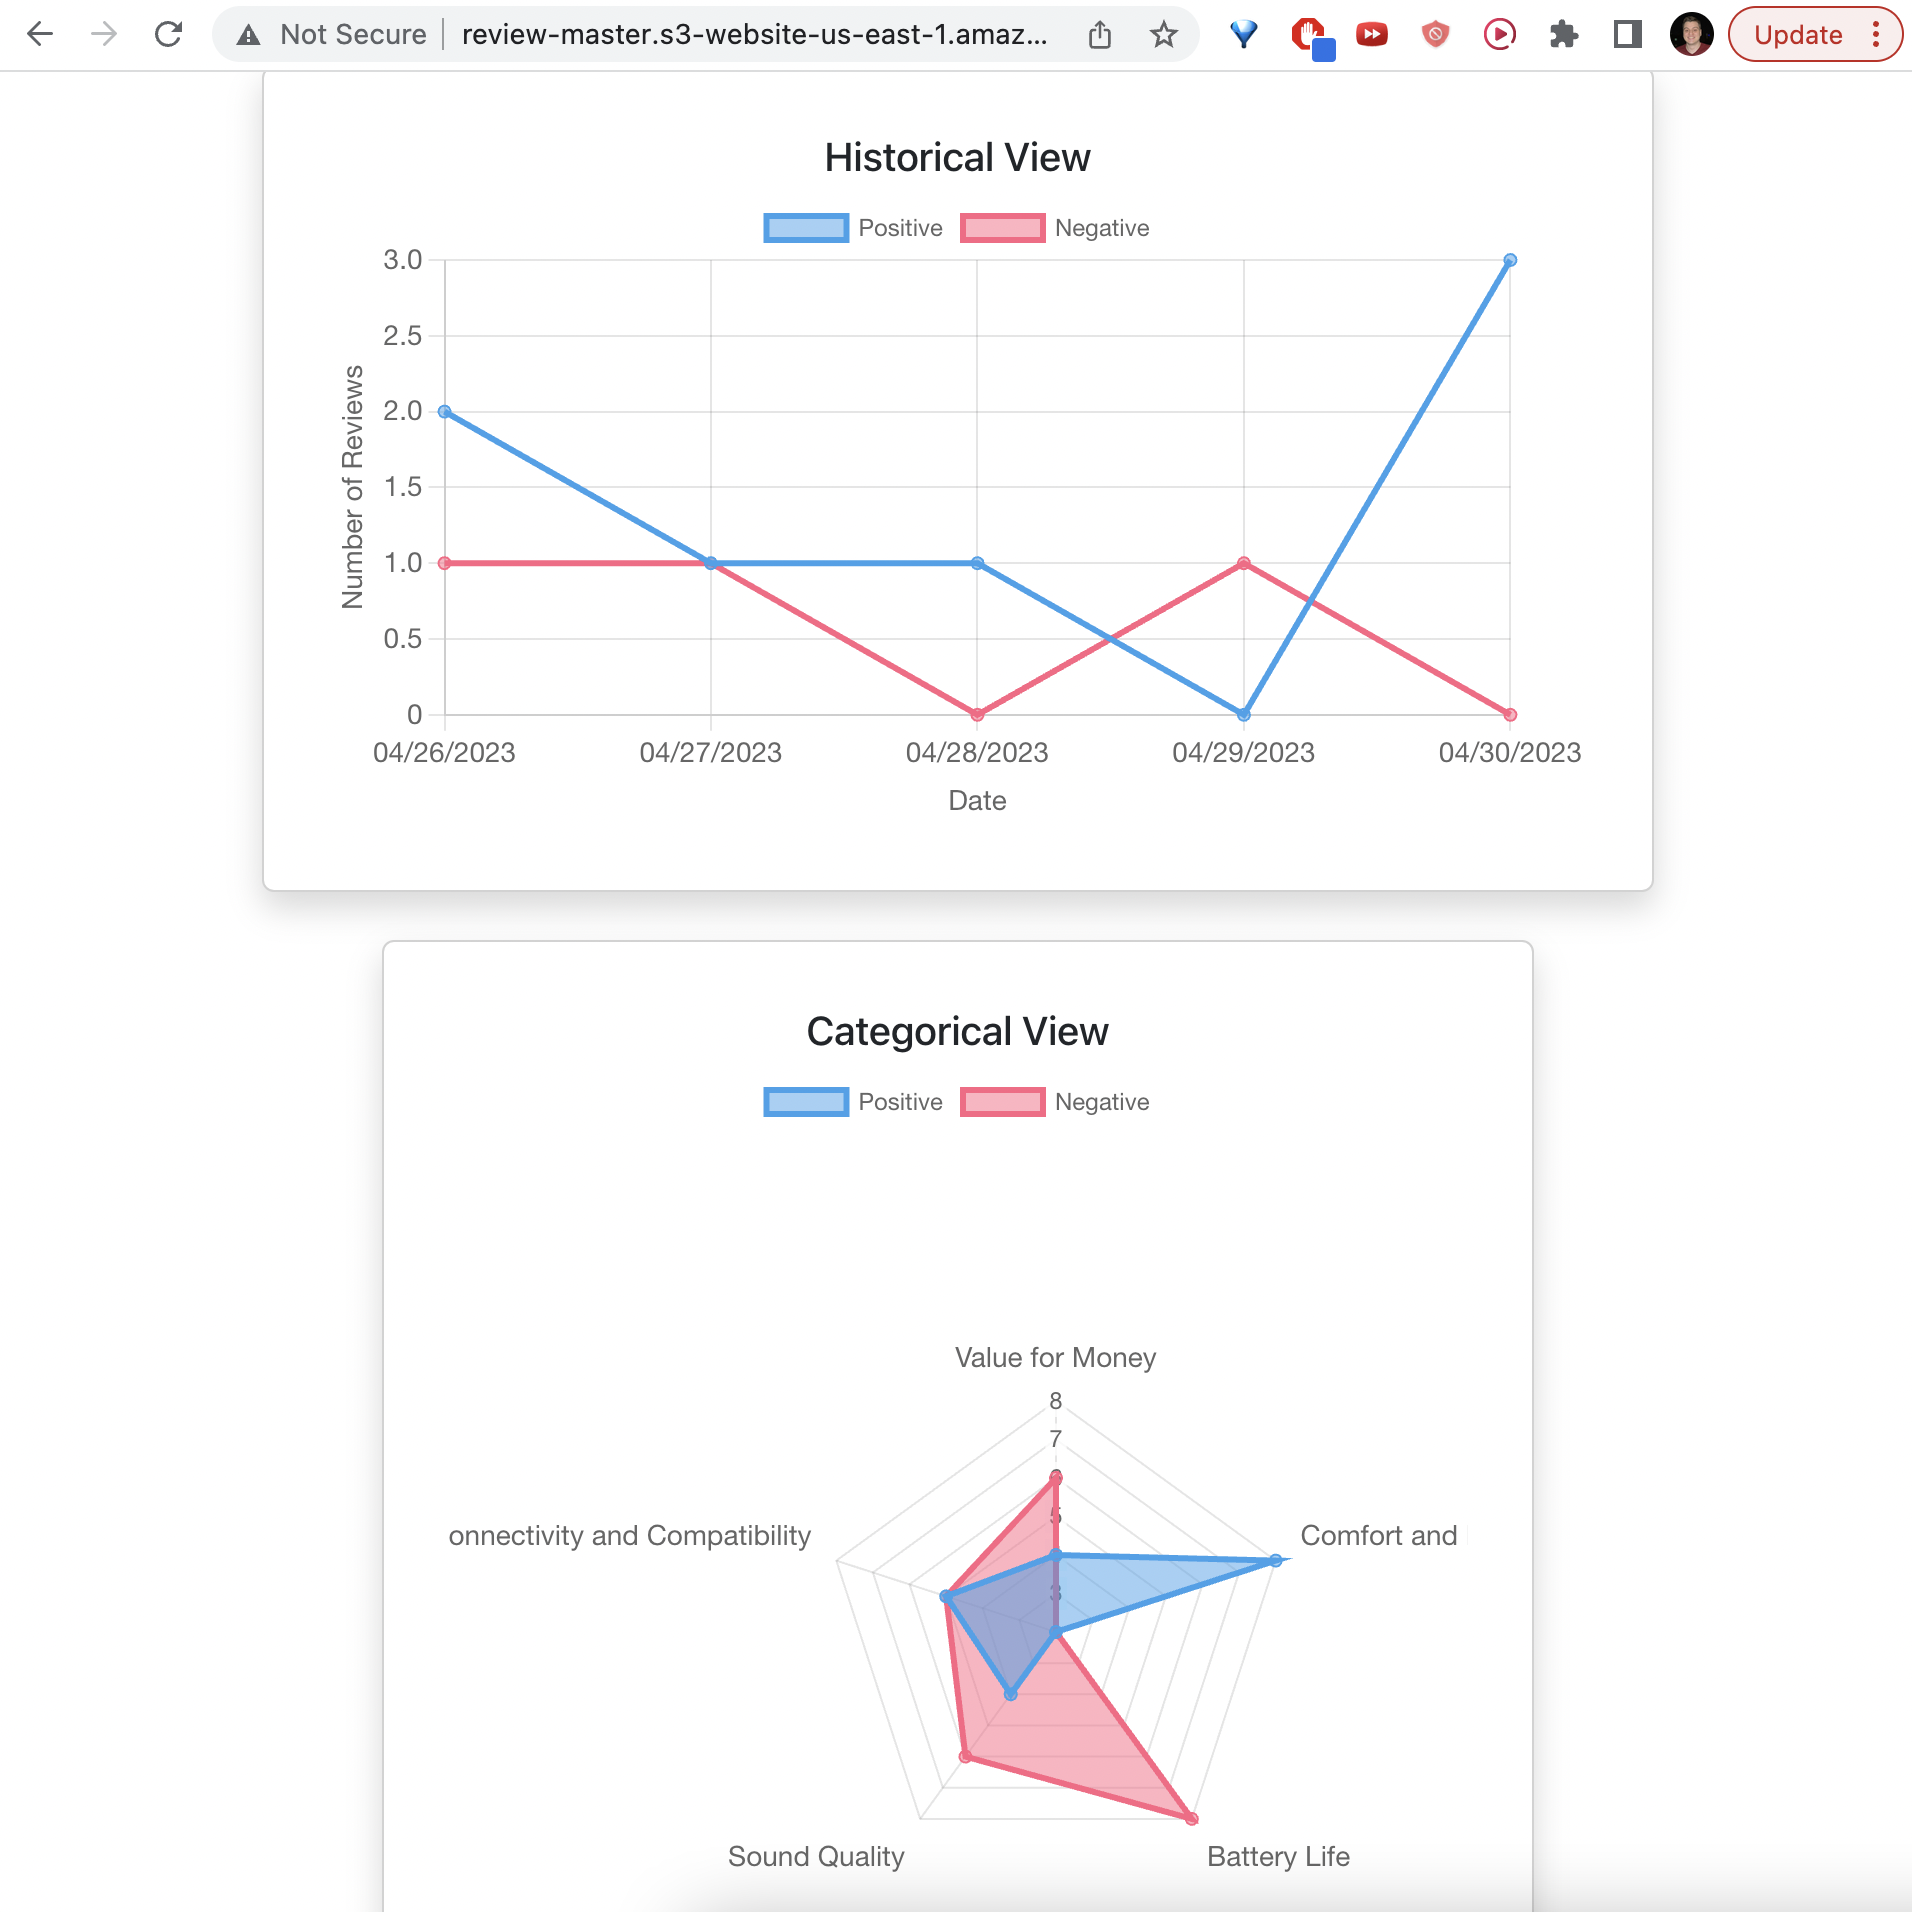 Not Secure
review-master.s3-website-us-east-1.amaz...
Update
Historical View
Positive
Negative
3.0
2.5
2.0
1.5
1.0
0.5
0
Number of Reviews
04/26/2023
04/27/2023
04/28/2023
04/29/2023
04/30/2023
Date
Categorical View
Positive
Negative
Value for Money
8
7
5
3
onnectivity and Compatibility
Comfort and
Sound Quality
Battery Life